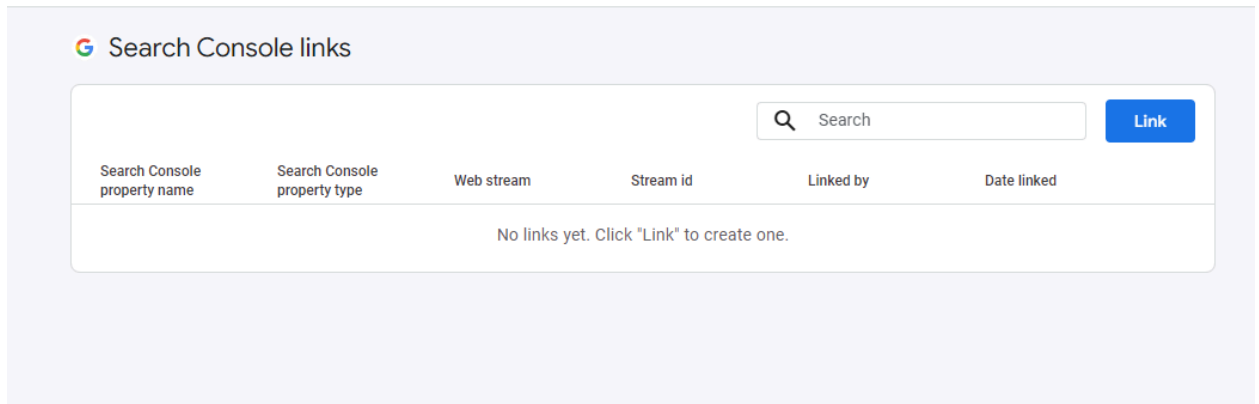 Search Console links
Search
Link
Search Console property name
Search Console property type
Web stream
Stream id
Linked by
Date linked
No links yet. Click "Link" to create one.